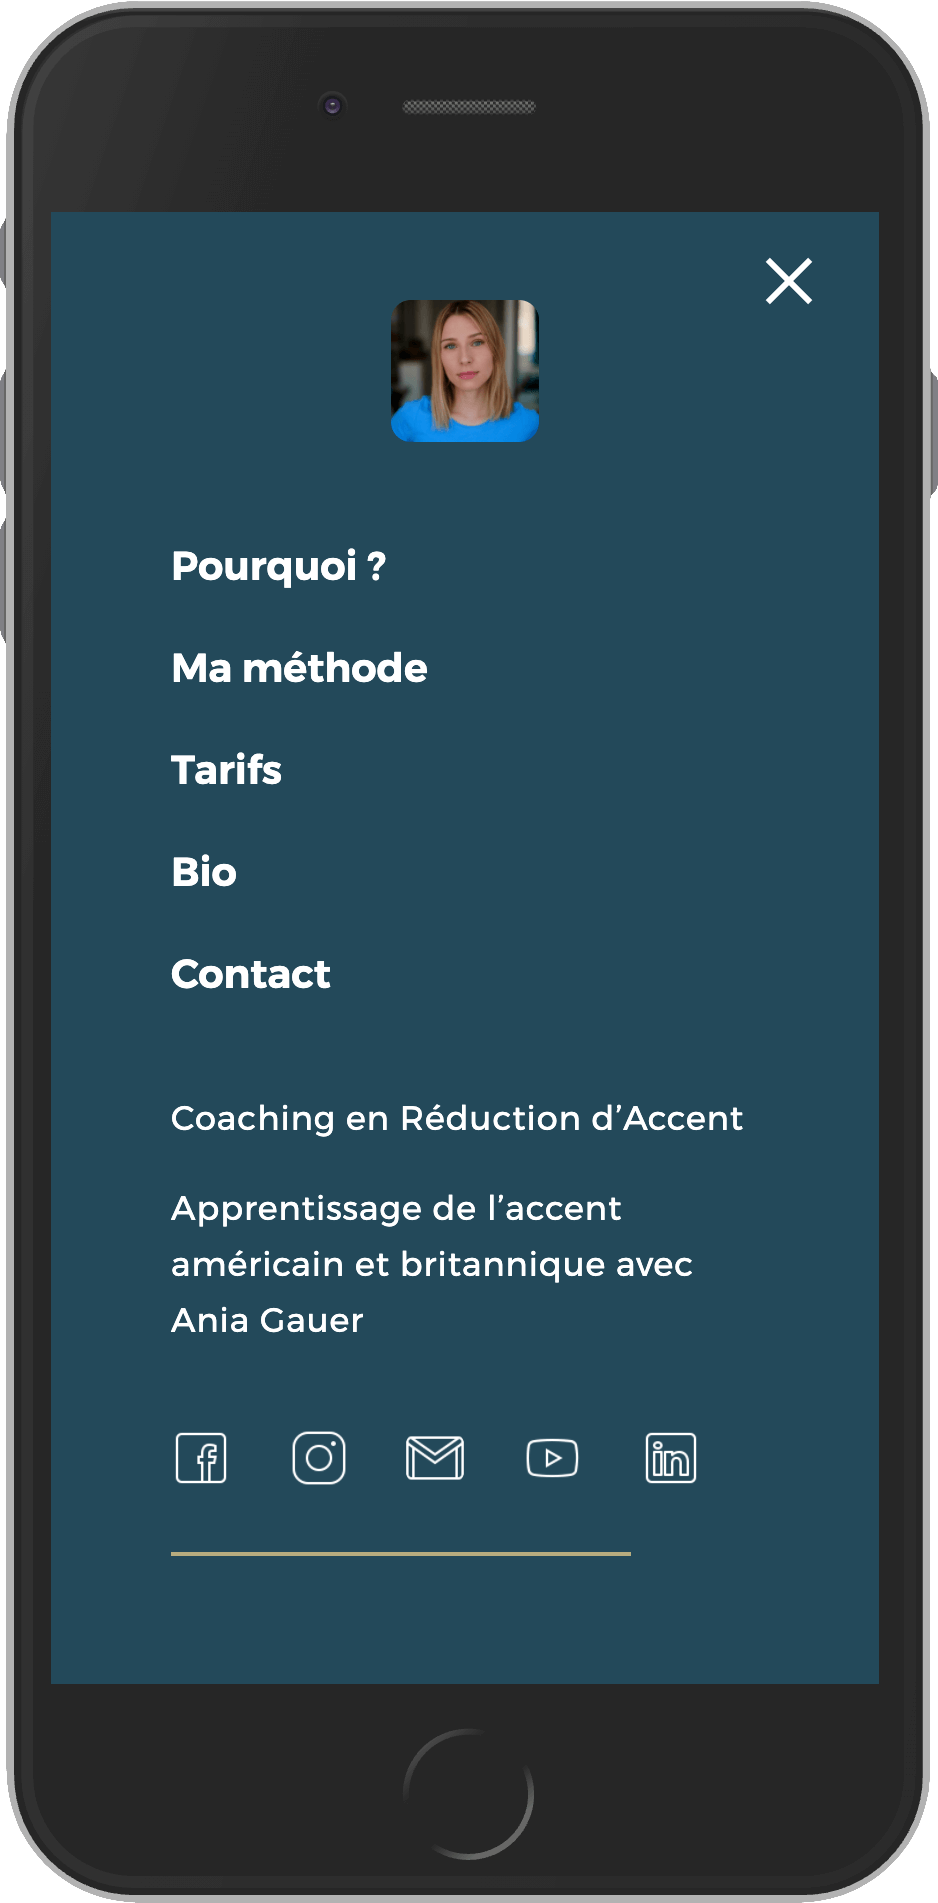 Pourquoi ?
Ma méthode
Tarifs
Bio
Contact
Coaching en Réduction d’Accent
Apprentissage de l’accent
américain et britannique avec
Ania Gauer